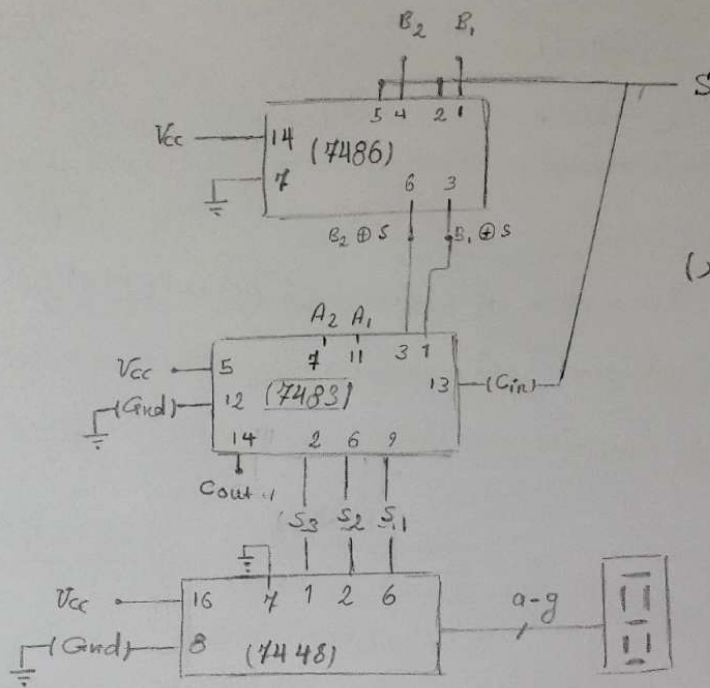 B2 B1
S
5 4 2 1
Vcc 14 (7486)
7
6 3
B2 ⊕ S B1 ⊕ S
(
A2 A1
Vcc 5 7 11 3 1
13 (Cin)
(Gnd) 12 (7483)
14 2 6 9
Cout
S3 S2 S1
Vcc 16 7 1 2 6
a-g
(Gnd) 8 (7448)